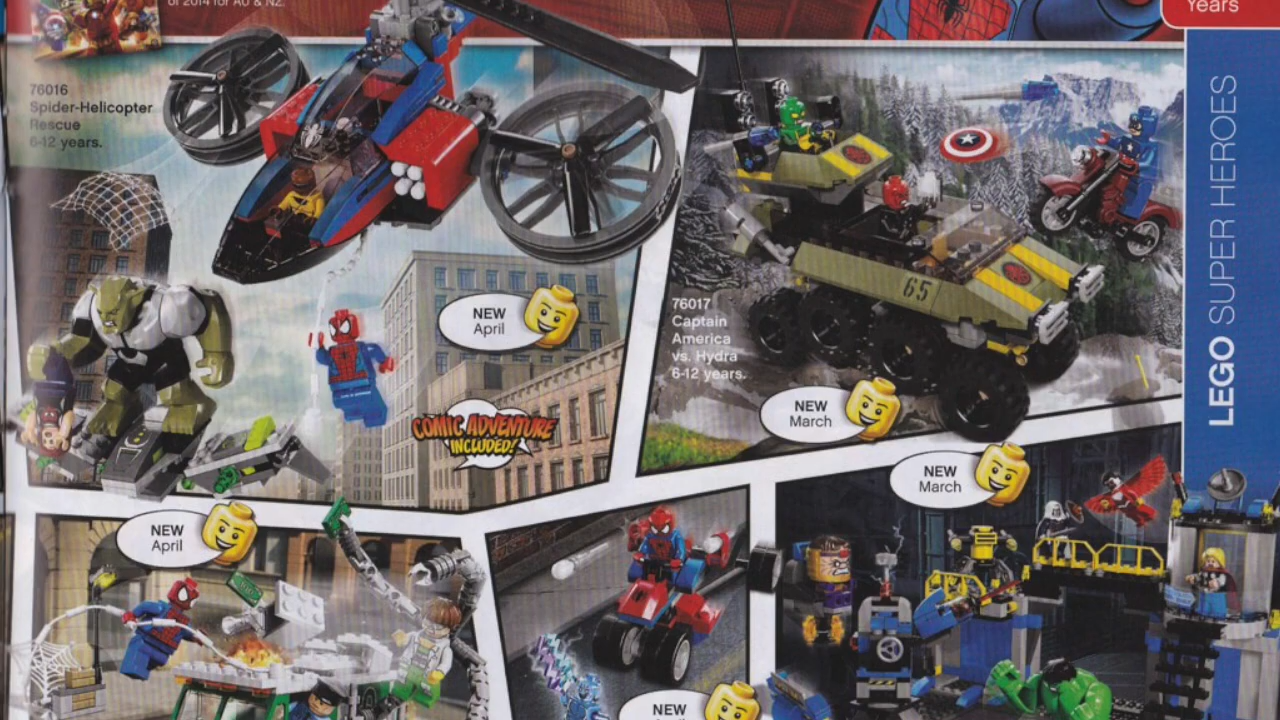 of 2014 for AU & NZ.
Years
76016
Spider-Helicopter
Rescue
6-12 years.
NEW
April
COMIC ADVENTURE
INCLUDED!
76017
Captain
America
vs. Hydra
6-12 years.
65
NEW
March
LEGO SUPER HEROES
NEW
April
NEW
March
NEW